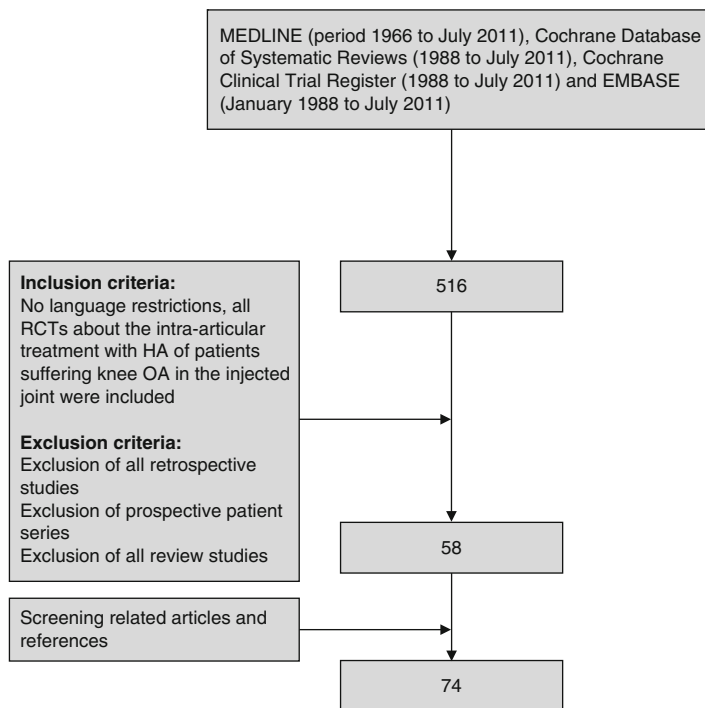 MEDLINE (period 1966 to July 2011), Cochrane Database
of Systematic Reviews (1988 to July 2011), Cochrane
Clinical Trial Register (1988 to July 2011) and EMBASE
(January 1988 to July 2011)
516
Inclusion criteria:
No language restrictions, all
RCTs about the intra-articular
treatment with HA of patients
suffering knee OA in the injected
joint were included
Exclusion criteria:
Exclusion of all retrospective
studies
Exclusion of prospective patient
series
Exclusion of all review studies
58
Screening related articles and
references
74